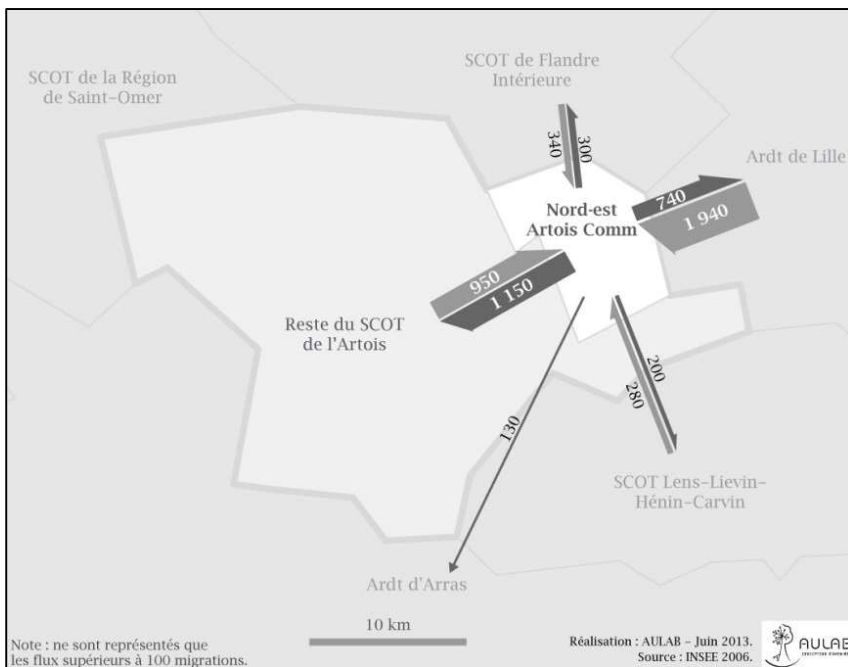 SCOT de Flandre
Intérieure
SCOT de la Région
de Saint-Omer
340
300
Ardt de Lille
Nord-est
Artois Comm
740
1 940
950
1 150
Reste du SCOT
de l'Artois
200
280
130
SCOT Lens-Lievin-
Hénin-Carvin
Ardt d'Arras
10 km
Note : ne sont représentés que
les flux supérieurs à 100 migrations.
Réalisation : AULAB - Juin 2013.
Source : INSEE 2006.
AULAB